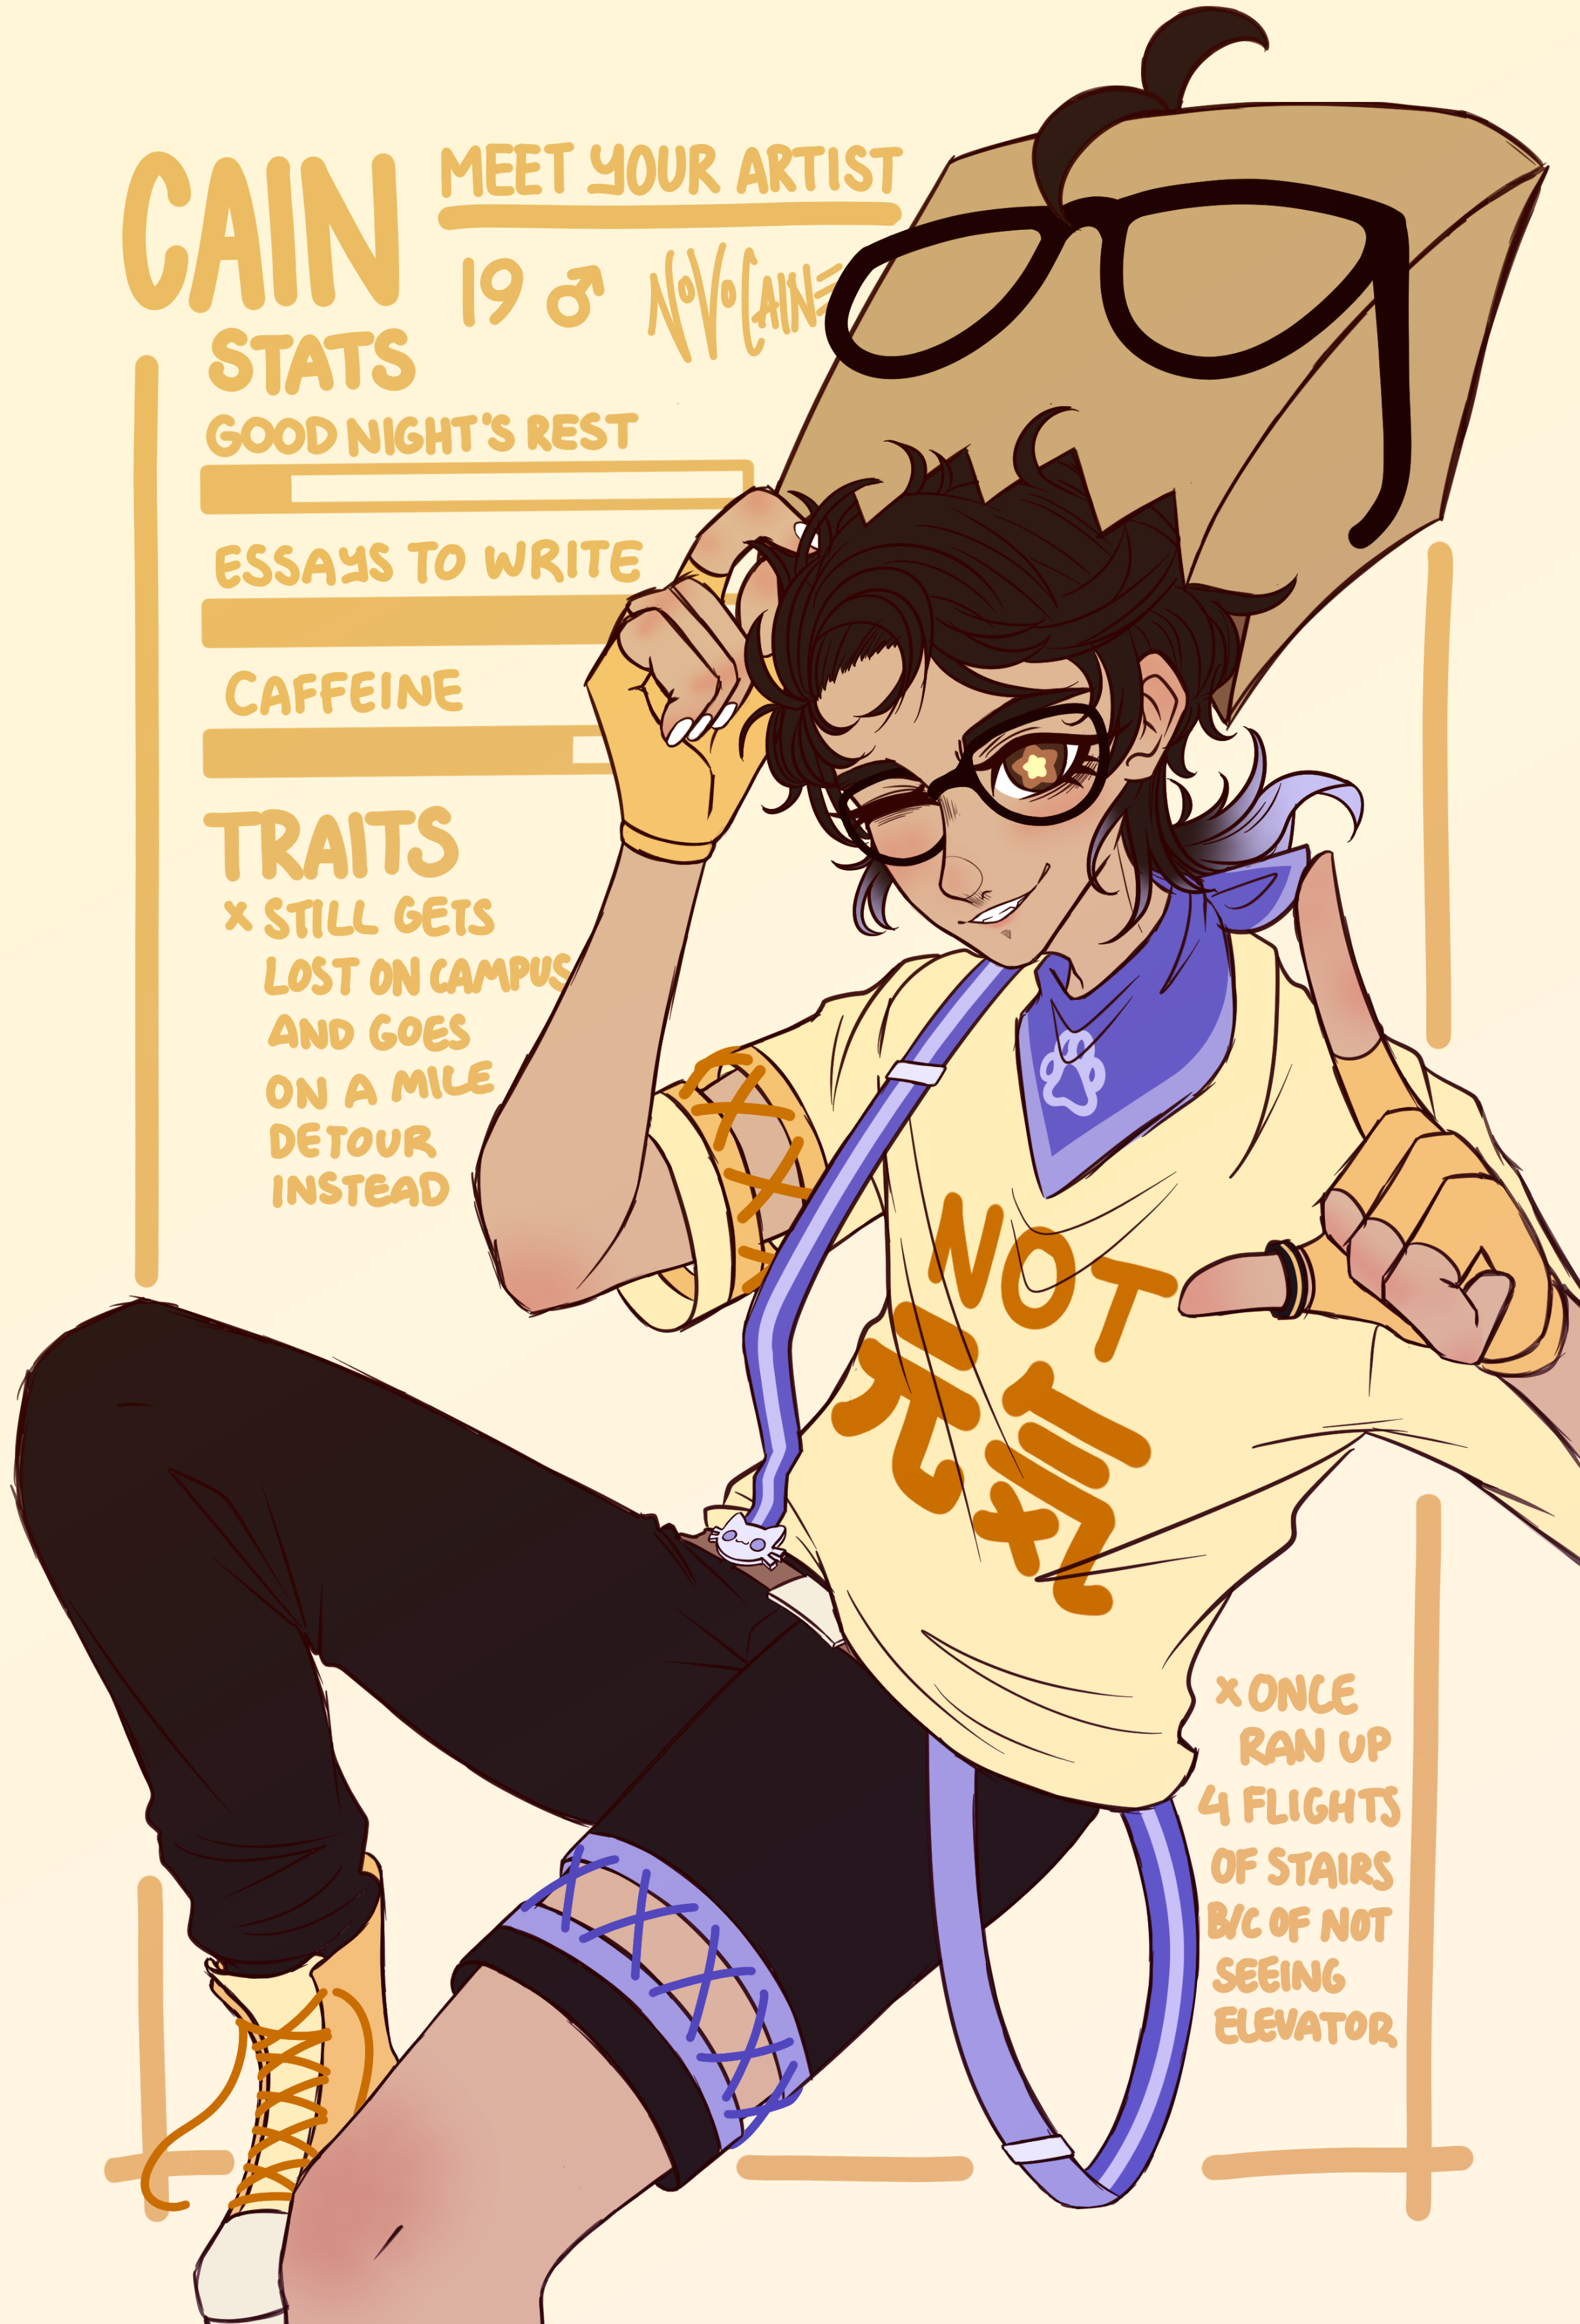 CAIN
MEET YOUR ARTIST
19 ♂ NOVOCAINE
STATS
GOOD NIGHT'S REST
ESSAYS TO WRITE
CAFFEINE
TRAITS
x STILL GETS
LOST ON CAMPUS
AND GOES
ON A MILE
DETOUR
INSTEAD
NOT
元気
x ONCE
RAN UP
4 FLIGHTS
OF STAIRS
B/C OF NOT
SEEING
ELEVATOR